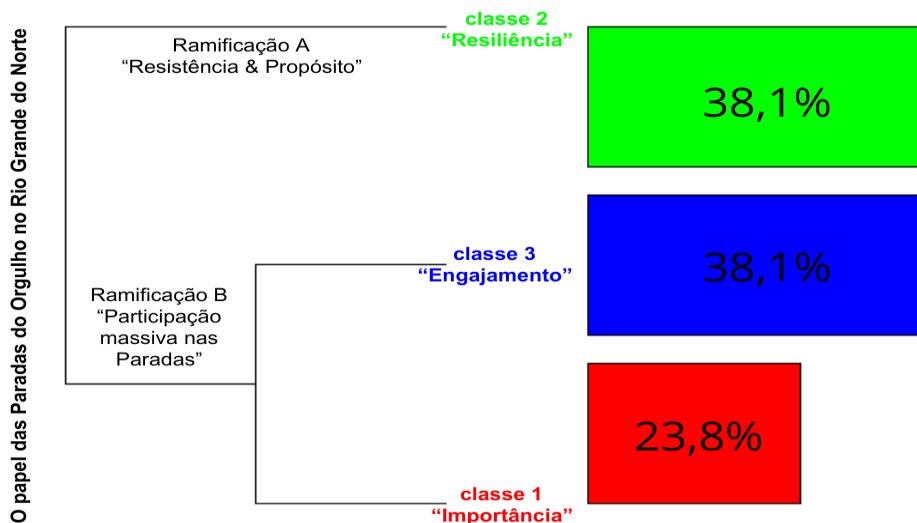 O papel das Paradas do Orgulho no Rio Grande do Norte
Ramificação A
“Resistência & Propósito”
classe 2
“Resiliência”
38,1%
Ramificação B
“Participação
massiva nas
Paradas”
classe 3
“Engajamento”
38,1%
classe 1
“Importância”
23,8%